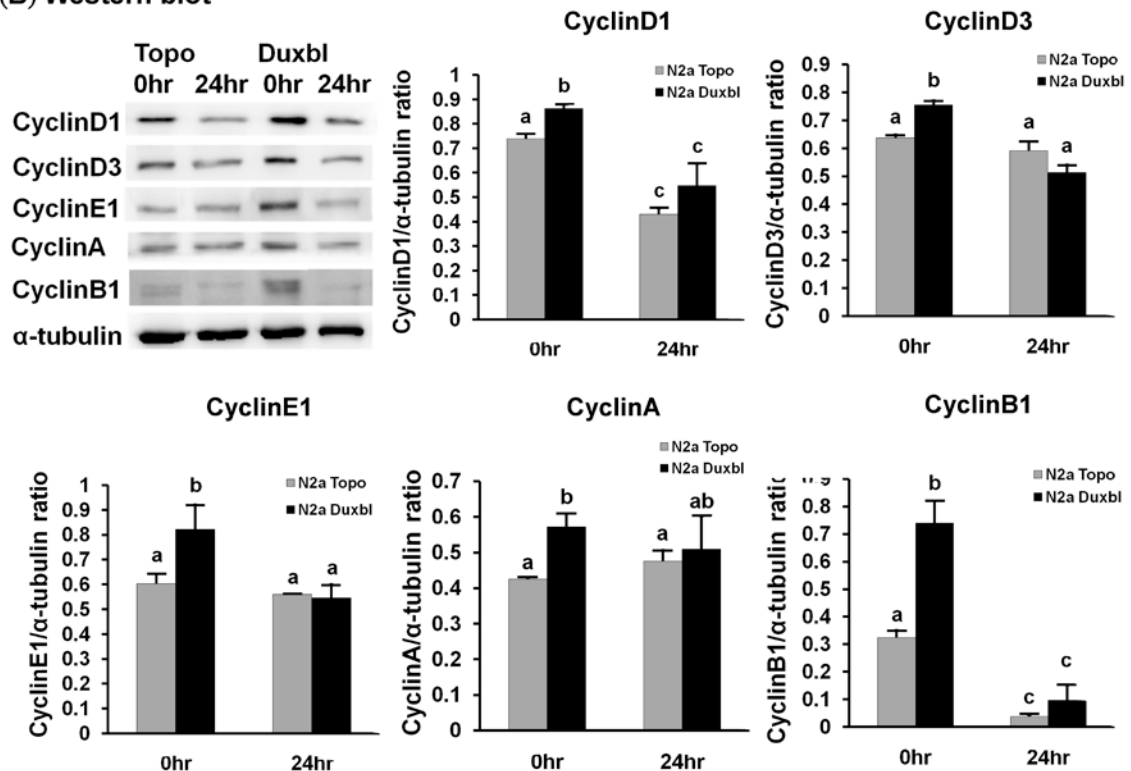 (B) Western blot
Topo Duxbl
0hr 24hr 0hr 24hr
CyclinD1
CyclinD3
CyclinE1
CyclinA
CyclinB1
α-tubulin
CyclinD1
N2a Topo
N2a Duxbl
CyclinD1/α-tubulin ratio
1
0.9
0.8
0.7
0.6
0.5
0.4
0.3
0.2
0.1
0
a
b
c
c
0hr 24hr
CyclinD3
N2a Topo
N2a Duxbl
CyclinD3/α-tubulin ratio
0.9
0.8
0.7
0.6
0.5
0.4
0.3
0.2
0.1
0
a
b
a
a
0hr 24hr
CyclinE1
N2a Topo
N2a Duxbl
CyclinE1/α-tubulin ratio
1
0.9
0.8
0.7
0.6
0.5
0.4
0.3
0.2
0.1
0
a
b
a
a
0hr 24hr
CyclinA
N2a Topo
N2a Duxbl
CyclinA/α-tubulin ratio
0.7
0.6
0.5
0.4
0.3
0.2
0.1
0
a
b
a
ab
0hr 24hr
CyclinB1
N2a Topo
N2a Duxbl
CyclinB1/α-tubulin ratio
0.8
0.7
0.6
0.5
0.4
0.3
0.2
0.1
0
a
b
c
c
0hr 24hr